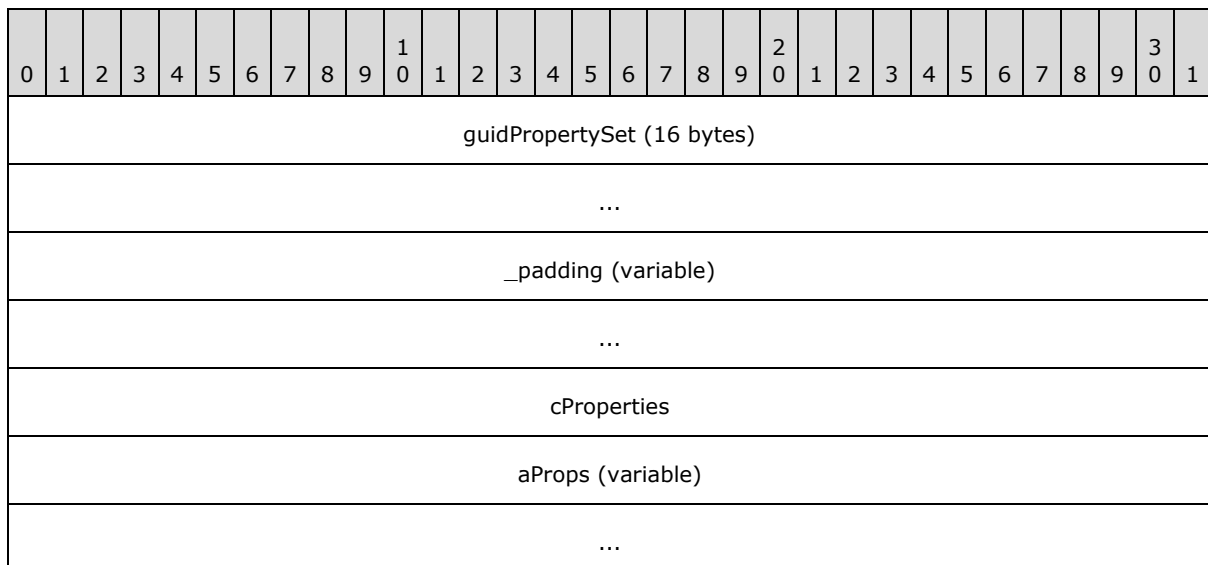 1 2 3
0 1 2 3 4 5 6 7 8 9 0 1 2 3 4 5 6 7 8 9 0 1 2 3 4 5 6 7 8 9 0 1
guidPropertySet (16 bytes)
...
_padding (variable)
...
cProperties
aProps (variable)
...